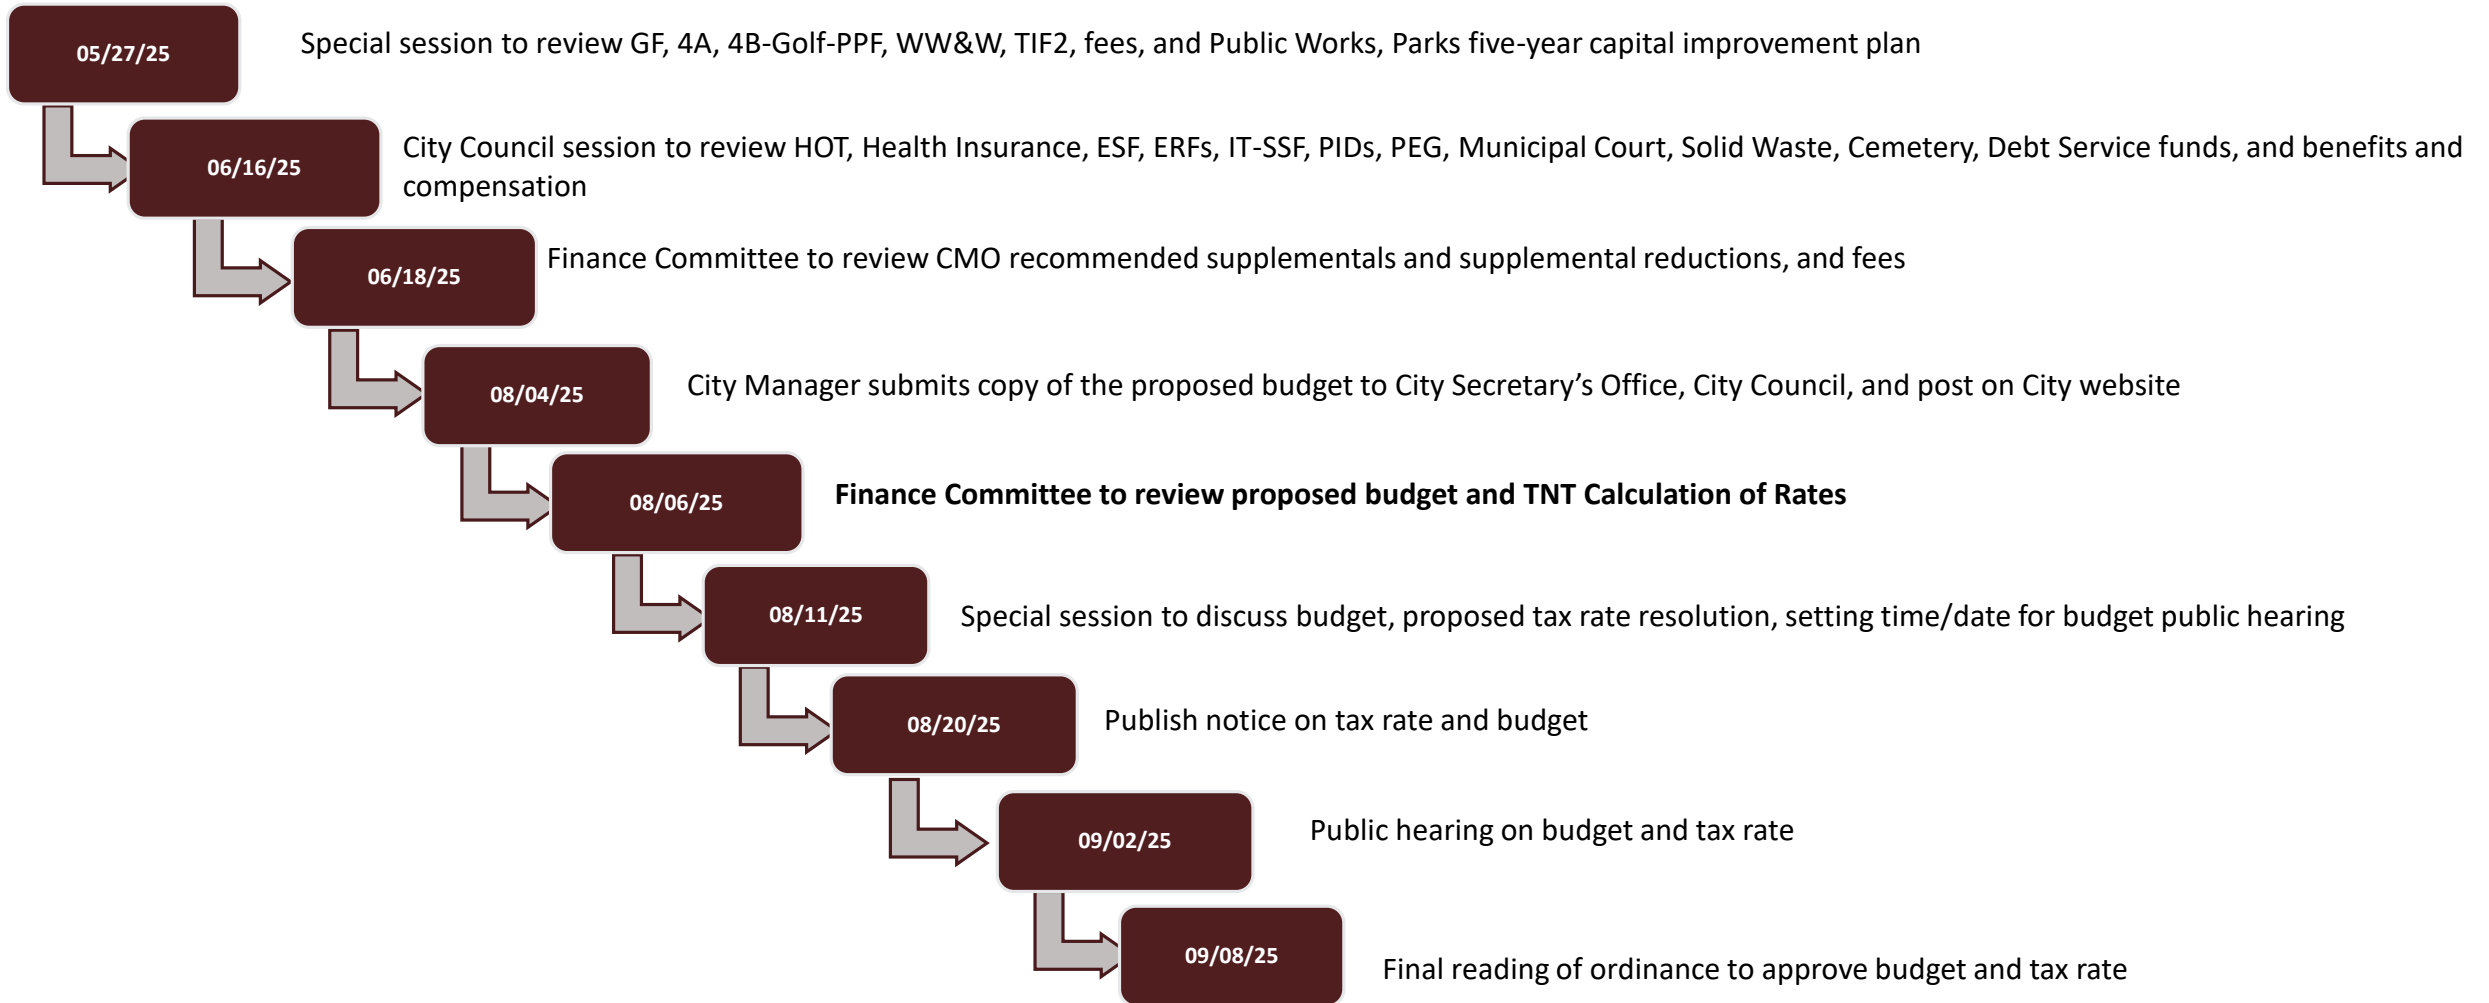 05/27/25
Special session to review GF, 4A, 4B-Golf-PPF, WW&W, TIF2, fees, and Public Works, Parks five-year capital improvement plan
06/16/25
City Council session to review HOT, Health Insurance, ESF, ERFs, IT-SSF, PIDs, PEG, Municipal Court, Solid Waste, Cemetery, Debt Service funds, and benefits and
compensation
06/18/25
Finance Committee to review CMO recommended supplementals and supplemental reductions, and fees
08/04/25
City Manager submits copy of the proposed budget to City Secretary’s Office, City Council, and post on City website
08/06/25
Finance Committee to review proposed budget and TNT Calculation of Rates
08/11/25
Special session to discuss budget, proposed tax rate resolution, setting time/date for budget public hearing
08/20/25
Publish notice on tax rate and budget
09/02/25
Public hearing on budget and tax rate
09/08/25
Final reading of ordinance to approve budget and tax rate